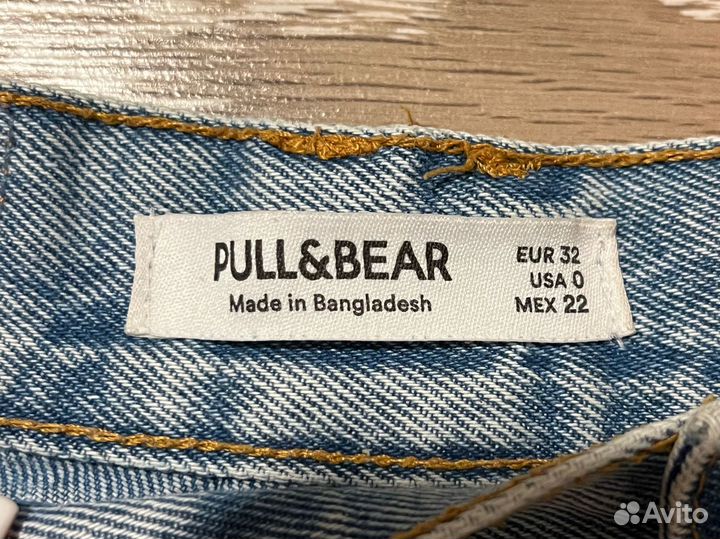 PULL&BEAR
Made in Bangladesh
EUR 32
USA 0
MEX 22
Avito